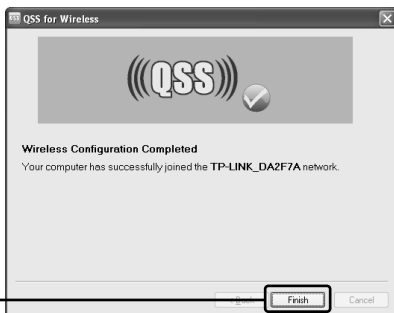 QSS for Wireless
(((QSS)))
Wireless Configuration Completed
Your computer has successfully joined the TP-LINK_DA2F7A network.
Finish
Cancel